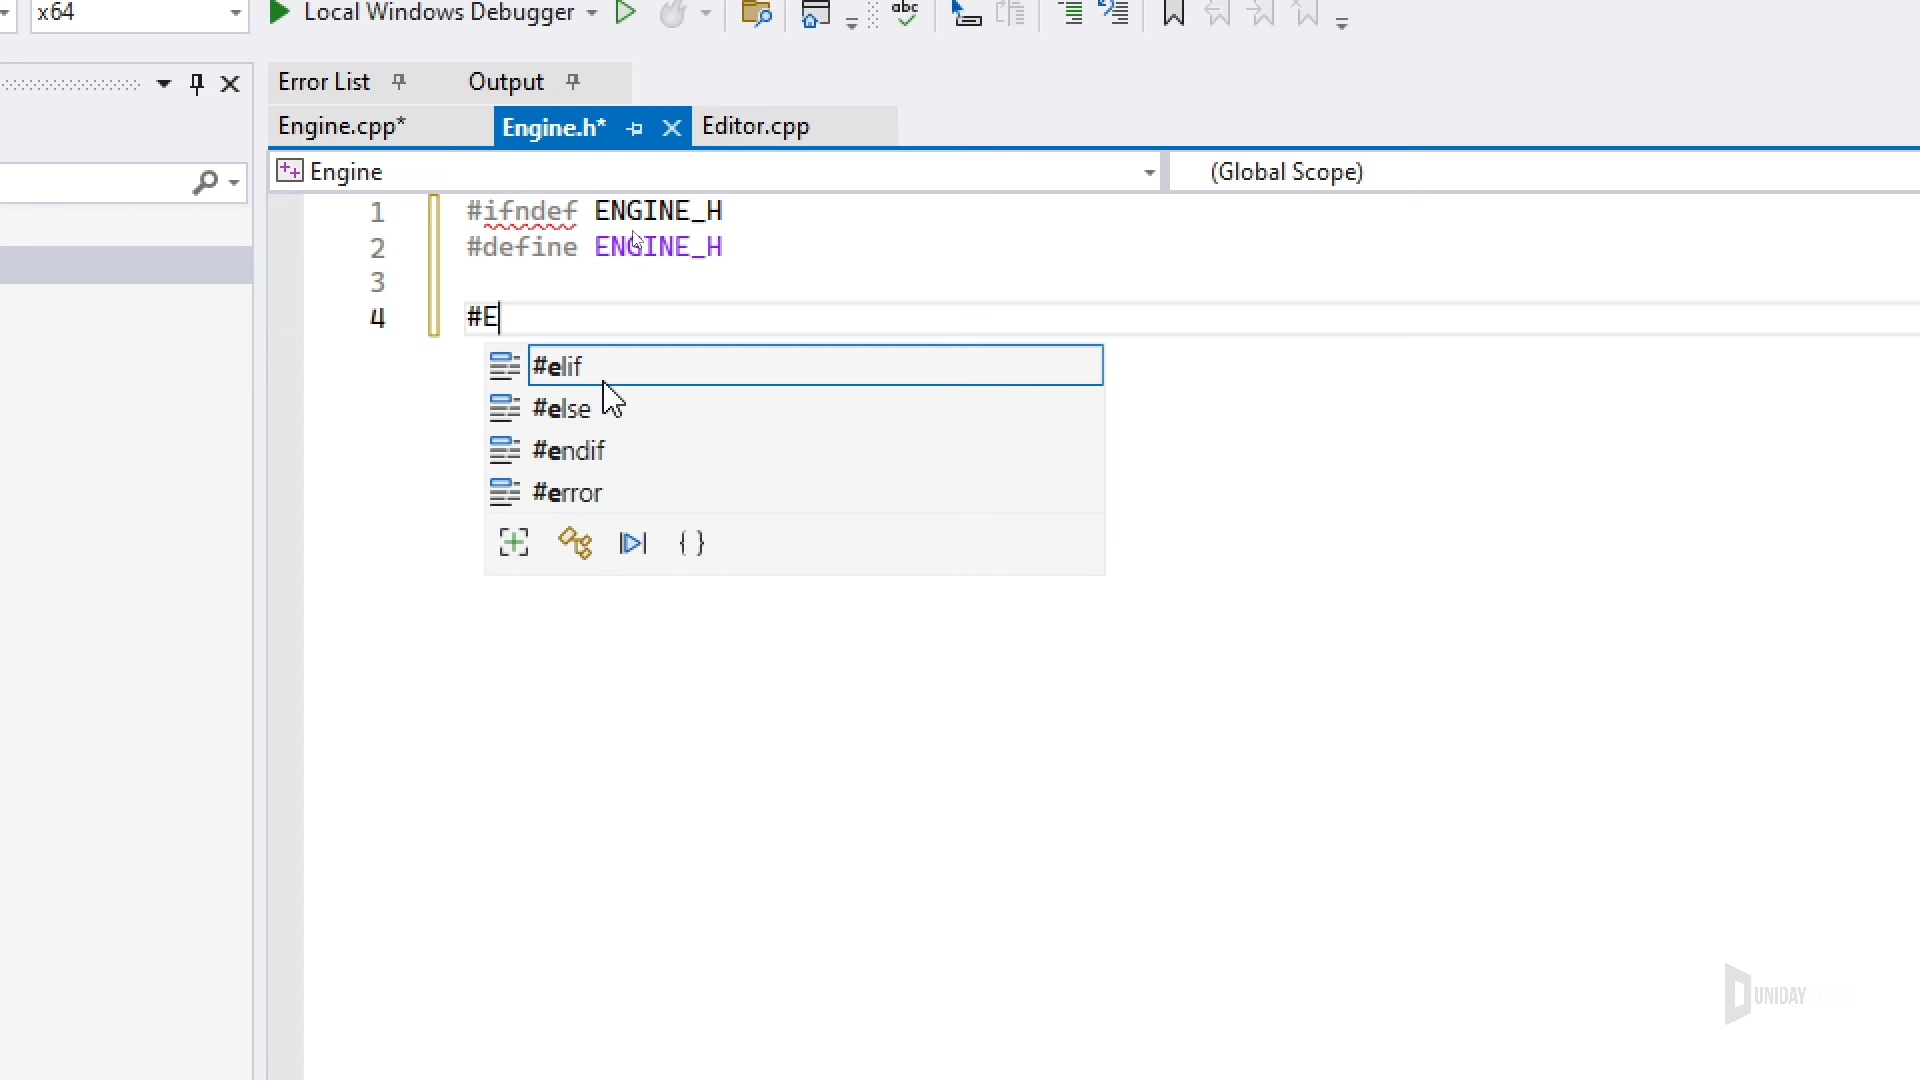 x64
Local Windows Debugger
abc
Error List
Output
Engine.cpp*
Engine.h*
Editor.cpp
Engine
(Global Scope)
1 #ifndef ENGINE_H
2 #define ENGINE_H
3
4 #E
#elif
#else
#endif
#error
{ }
UNIDAY